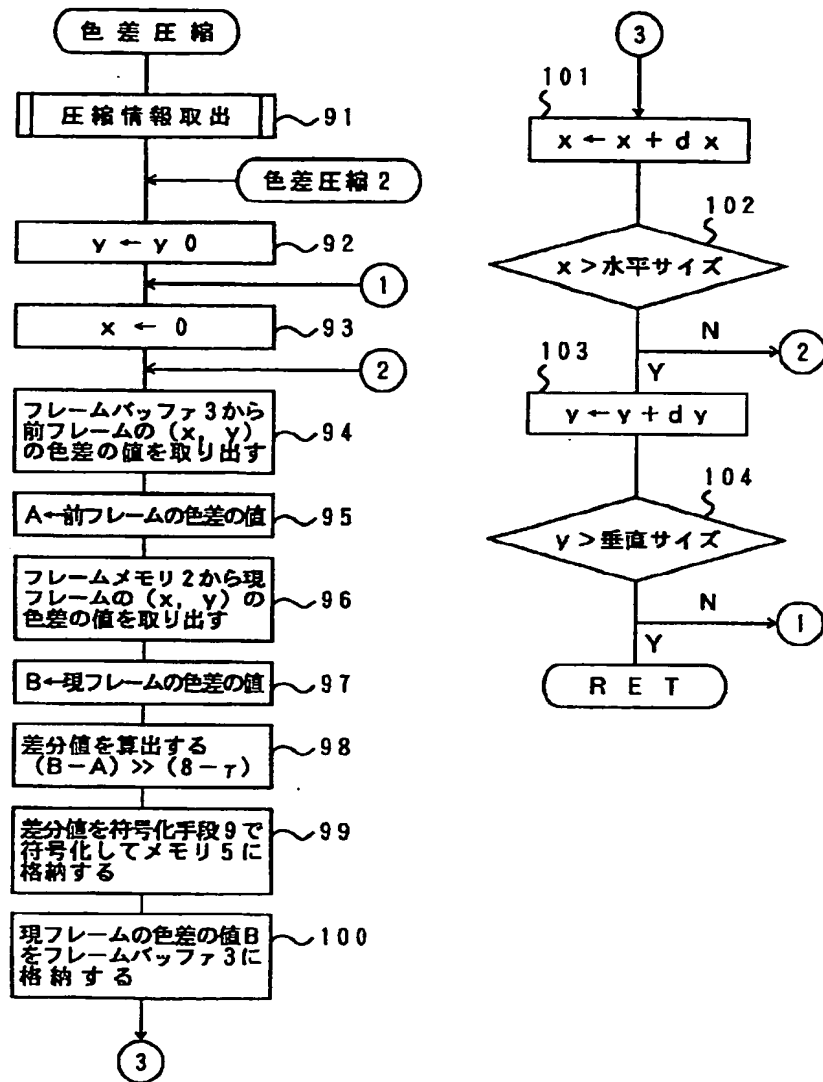 色差圧縮
圧縮情報取出
91
色差圧縮2
y ← y0
92
1
x ← 0
93
2
フレームバッファ3から
前フレームの(x, y)
の色差の値を取り出す
94
A←前フレームの色差の値
95
フレームメモリ2から現
フレームの(x, y)の
色差の値を取り出す
96
B←現フレームの色差の値
97
差分値を算出する
(B-A)≫(8-τ)
98
差分値を符号化手段9で
符号化してメモリ5に
格納する
99
現フレームの色差の値B
をフレームバッファ3に
格納する
100
3
3
101
x ← x + dx
102
x > 水平サイズ
N
2
Y
103
y ← y + dy
104
y > 垂直サイズ
N
1
Y
RET